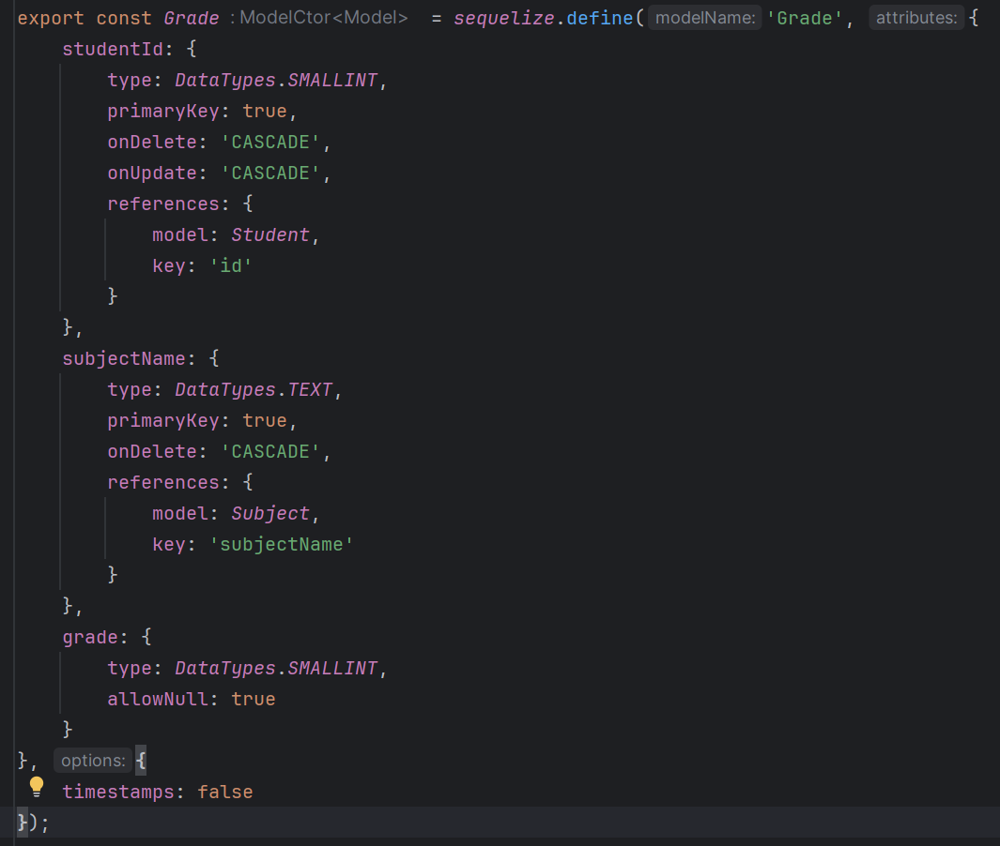 export const Grade : ModelCtor<Model> = sequelize.define( modelName: 'Grade', attributes: {
    studentId: {
        type: DataTypes.SMALLINT,
        primaryKey: true,
        onDelete: 'CASCADE',
        onUpdate: 'CASCADE',
        references: {
            model: Student,
            key: 'id'
        }
    },
    subjectName: {
        type: DataTypes.TEXT,
        primaryKey: true,
        onDelete: 'CASCADE',
        references: {
            model: Subject,
            key: 'subjectName'
        }
    },
    grade: {
        type: DataTypes.SMALLINT,
        allowNull: true
    }
}, options: {
    timestamps: false
});